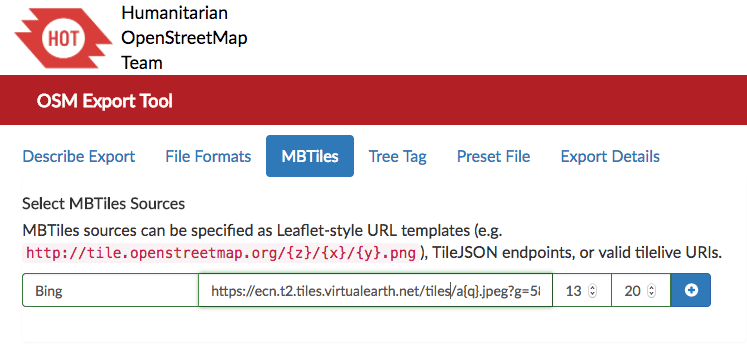 HOT
Humanitarian
OpenStreetMap
Team
OSM Export Tool
Describe Export File Formats MBTiles Tree Tag Preset File Export Details
Select MBTiles Sources
MBTiles sources can be specified as Leaflet-style URL templates (e.g.
http://tile.openstreetmap.org/{z}/{x}/{y}.png), TileJSON endpoints, or valid tilelive URIs.
Bing https://ecn.t2.tiles.virtualearth.net/tiles/a{q}.jpeg?g=58 13 20